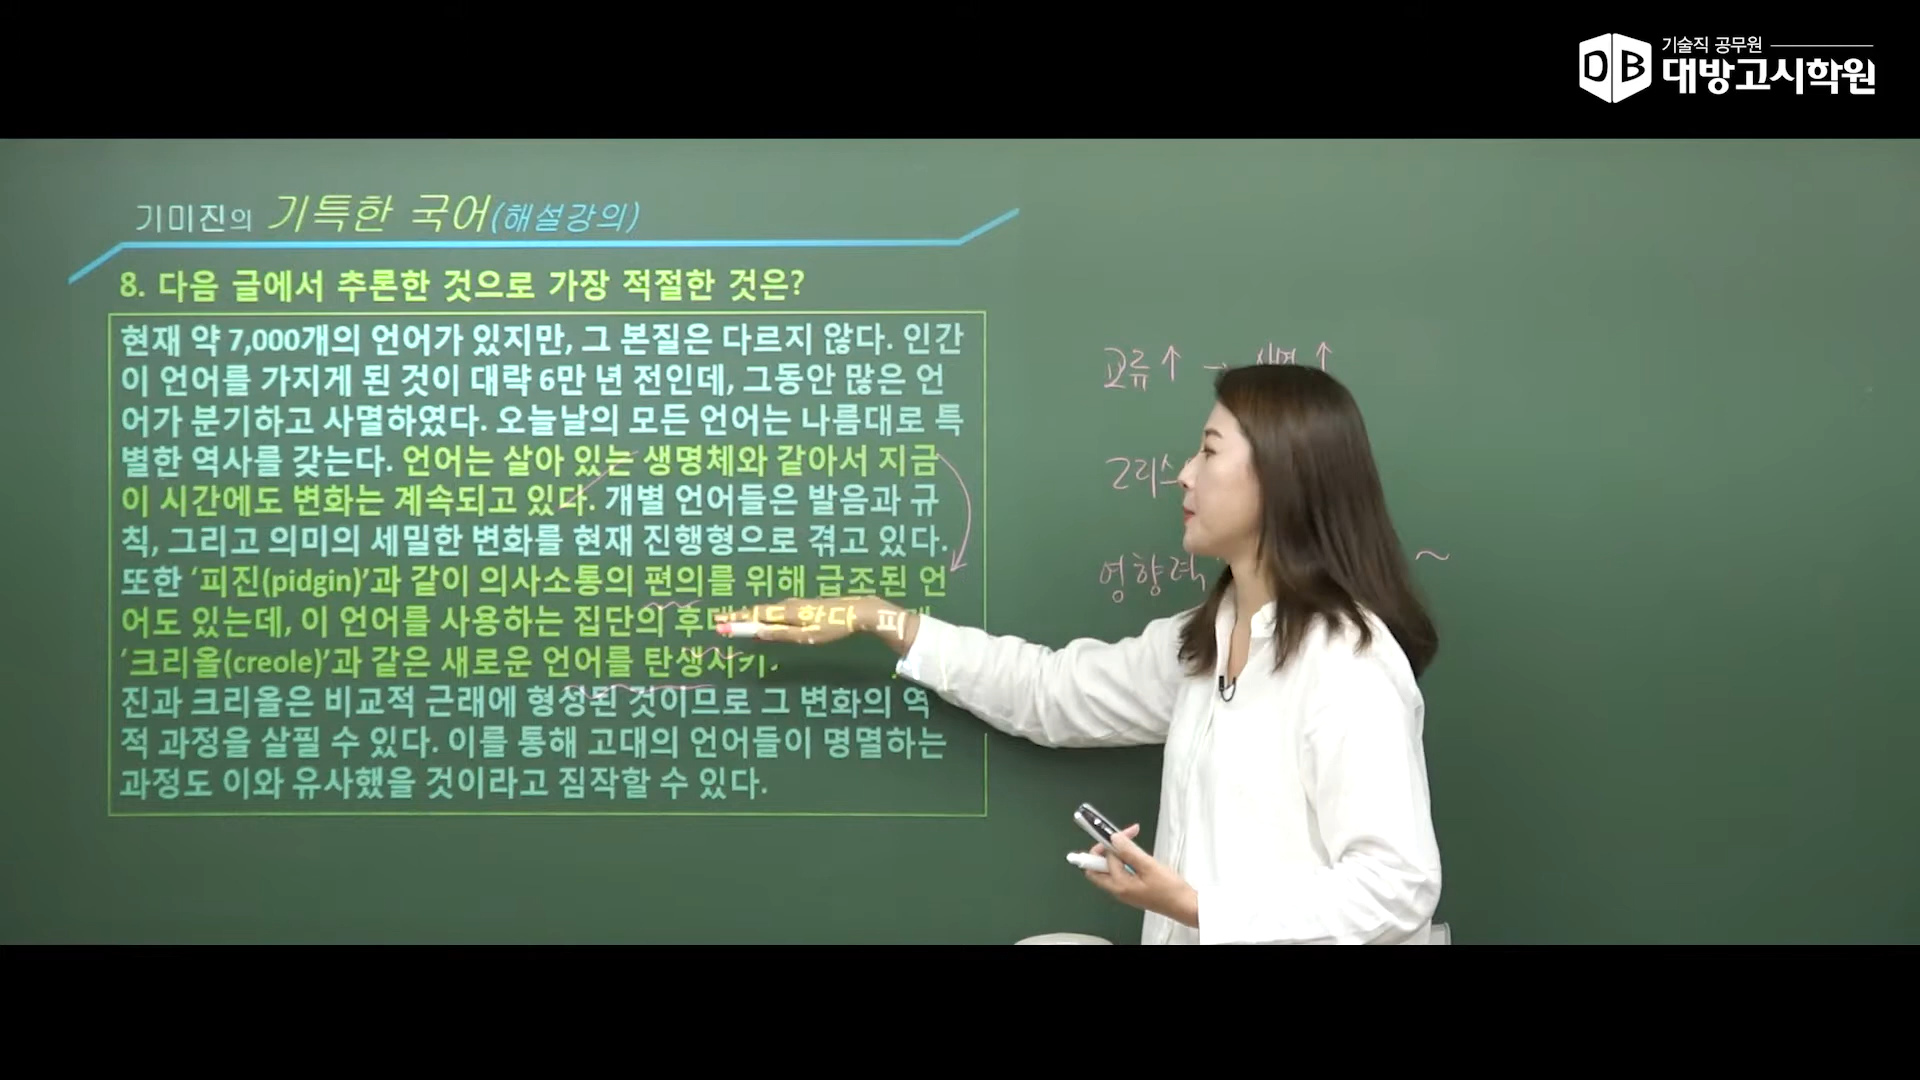 기술직 공무원
DB 대방고시학원
기미진의 기특한 국어(해설강의)
8. 다음 글에서 추론한 것으로 가장 적절한 것은?
현재 약 7,000개의 언어가 있지만, 그 본질은 다르지 않다. 인간
이 언어를 가지게 된 것이 대략 6만 년 전인데, 그동안 많은 언
어가 분기하고 사멸하였다. 오늘날의 모든 언어는 나름대로 특
별한 역사를 갖는다. 언어는 살아 있는 생명체와 같아서 지금
이 시간에도 변화는 계속되고 있다. 개별 언어들은 발음과 규
칙, 그리고 의미의 세밀한 변화를 현재 진행형으로 겪고 있다.
또한 ‘피진(pidgin)’과 같이 의사소통의 편의를 위해 급조된 언
어도 있는데, 이 언어를 사용하는 집단의 한다 피
‘크리올(creole)’과 같은 새로운 언어를
진과 크리올은 비교적 근래에 형성된 것이므로 그 변화의 역
적 과정을 살필 수 있다. 이를 통해 고대의 언어들이 명멸하는
과정도 이와 유사했을 것이라고 짐작할 수 있다.
교류↑ → ↑
그리스
영향력 ~